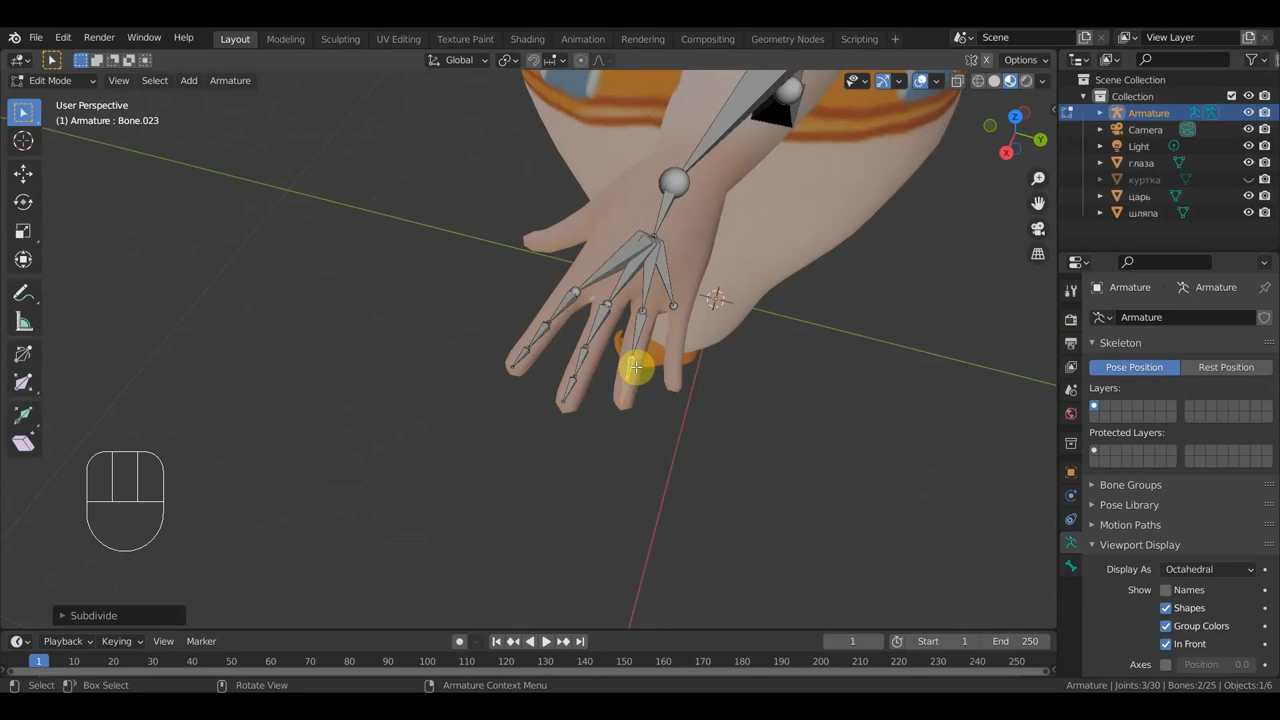 File Edit Render Window Help Layout Modeling Sculpting UV Editing Texture Paint Shading Animation Rendering Compositing Geometry Nodes Scripting + Scene View Layer
Global Options
Edit Mode View Select Add Armature
User Perspective
(1) Armature : Bone.023
Z
Y
X
Subdivide
Scene Collection
Collection
Armature
Camera
Light
глаза
куртка
царь
шляпа
Armature Armature
Armature
Skeleton
Pose Position Rest Position
Layers:
Protected Layers:
Bone Groups
Pose Library
Motion Paths
Viewport Display
Display As Octahedral
Show Names
Shapes
Group Colors
In Front
Axes Position 0.0
Playback Keying View Marker 1 Start 1 End 250
1 10 20 30 40 50 60 70 80 90 100 110 120 130 140 150 160 170 180 190 200 210 220 230 240 250
Select Box Select Rotate View Armature Context Menu Armature | Joints:3/30 | Bones:2/25 | Objects:1/6